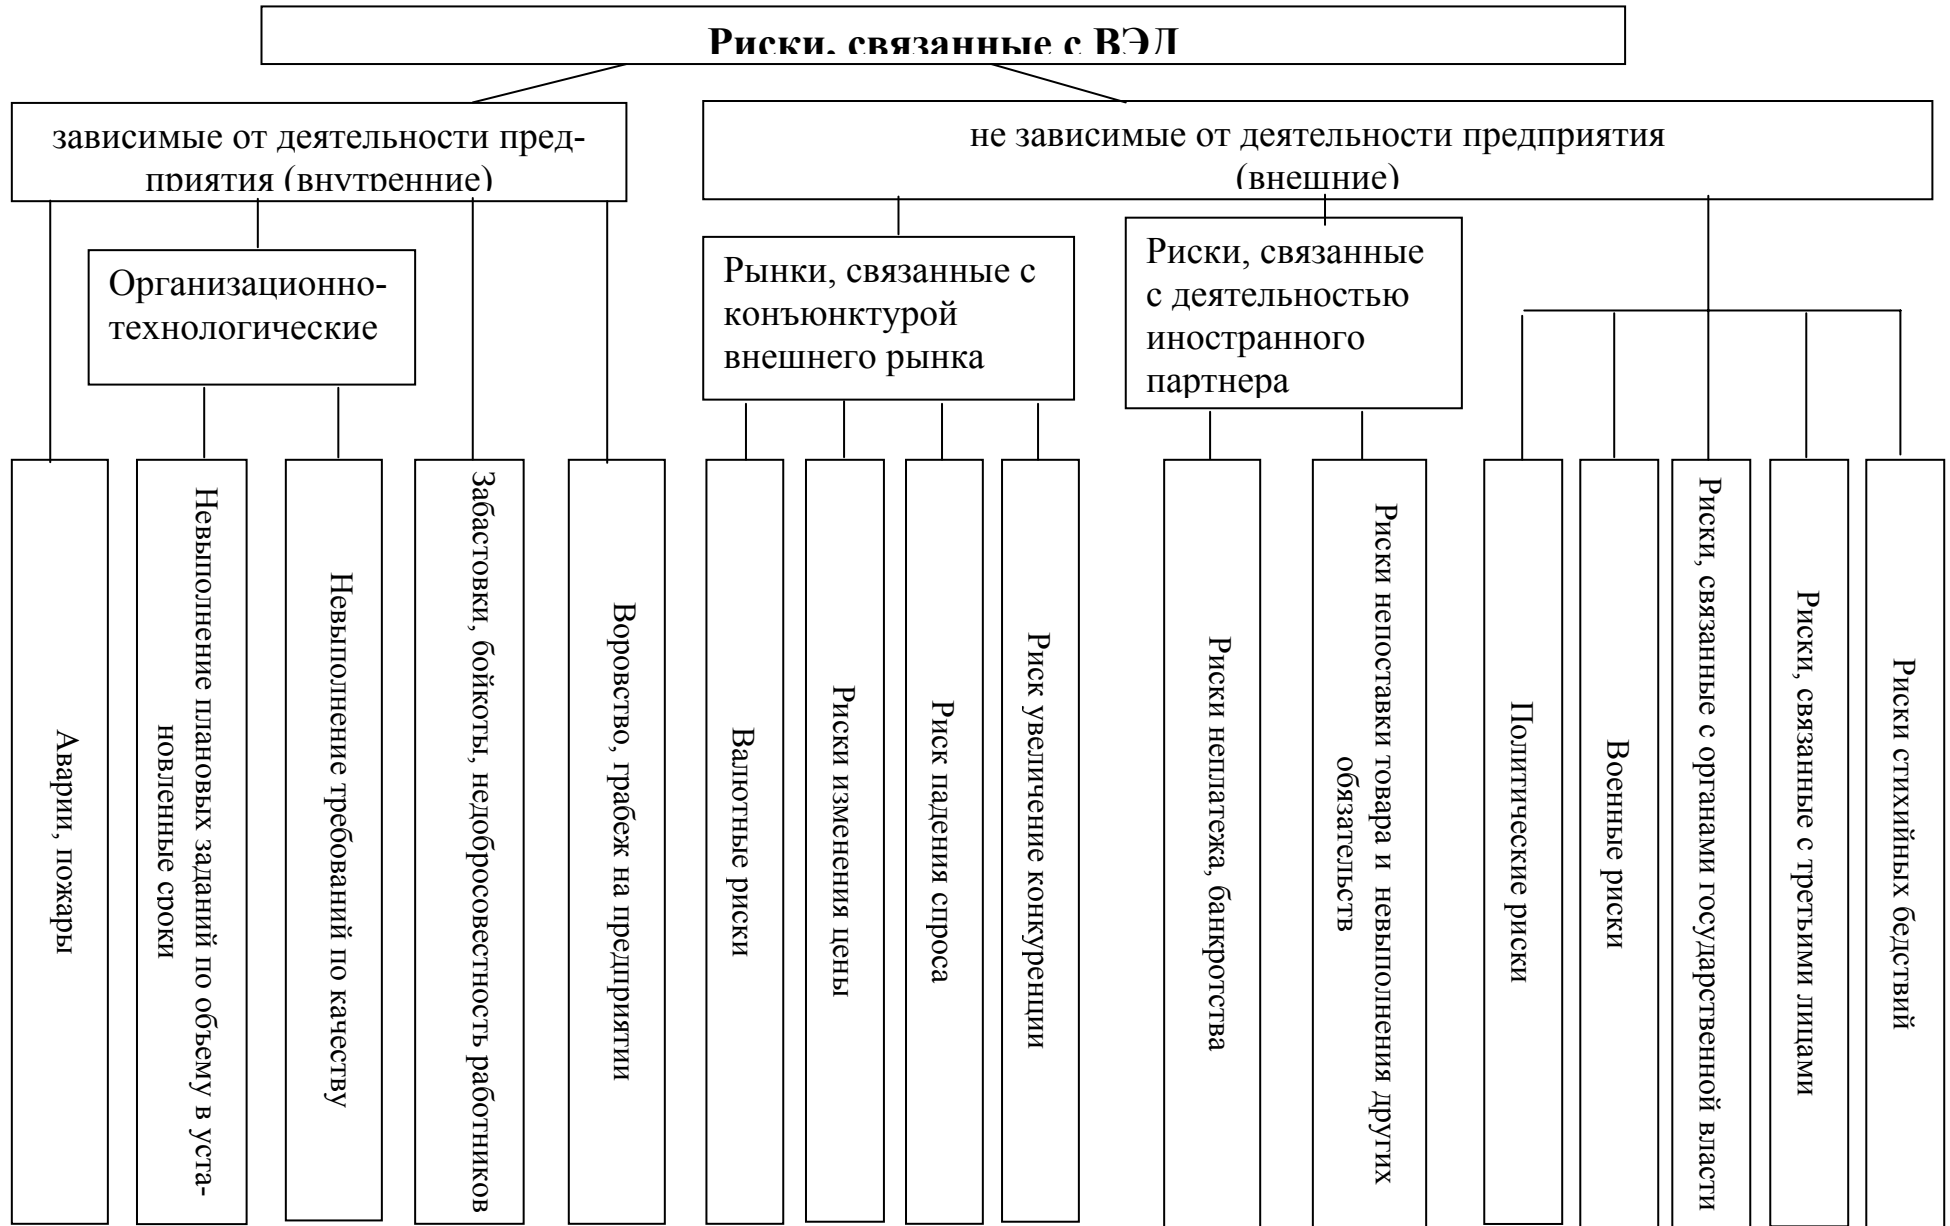 Риски, связанные с ВЭД
зависимые от деятельности пред-
приятия (внутренние)
не зависимые от деятельности предприятия
(внешние)
Организационно-
технологические
Рынки, связанные с
конъюнктурой
внешнего рынка
Риски, связанные
с деятельностью
иностранного
партнера
Аварии, пожары
Невыполнение плановых заданий по объему в уста-
новленные сроки
Невыполнение требований по качеству
Забастовки, бойкоты, недобросовестность работников
Воровство, грабеж на предприятии
Валютные риски
Риски изменения цены
Риск падения спроса
Риск увеличение конкуренции
Риски неплатежа, банкротства
Риски непоставки товара и невыполнения других
обязательств
Политические риски
Военные риски
Риски, связанные с органами государственной власти
Риски, связанные с третьими лицами
Риски стихийных бедствий